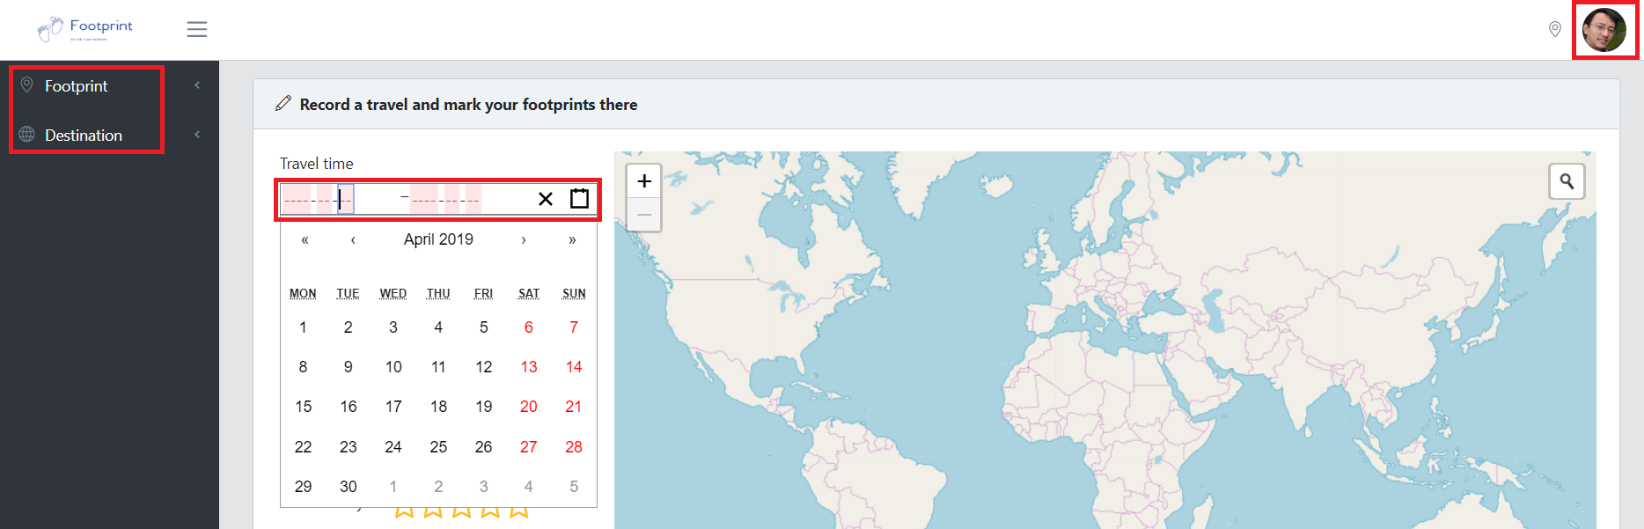 Footprint
Footprint
Destination
Record a travel and mark your footprints there
Travel time
---- - -- - -- – ---- - -- - --
« ‹ April 2019 › »
MON TUE WED THU FRI SAT SUN
1 2 3 4 5 6 7
8 9 10 11 12 13 14
15 16 17 18 19 20 21
22 23 24 25 26 27 28
29 30 1 2 3 4 5
+
−